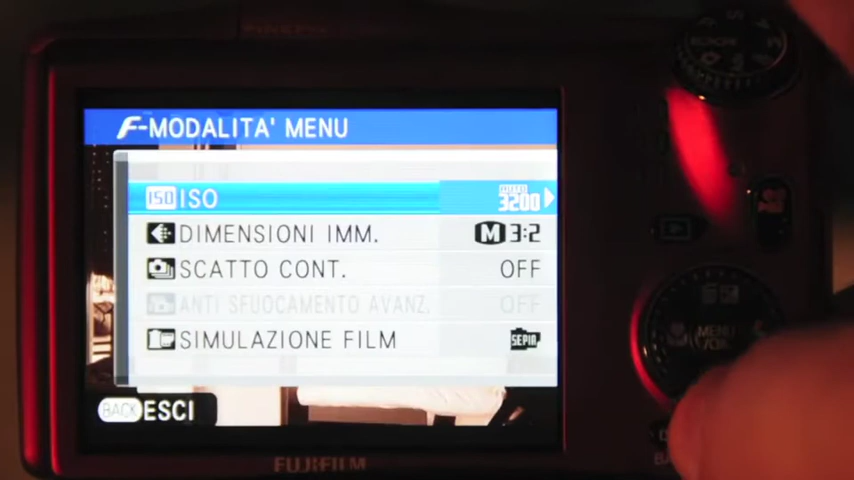 F-MODALITA' MENU
ISO AUTO 3200
DIMENSIONI IMM. M 3:2
SCATTO CONT. OFF
ANTI SFUOCAMENTO AVANZ. OFF
SIMULAZIONE FILM SEPIA
BACK ESCI
MENU /OK
FUJIFILM